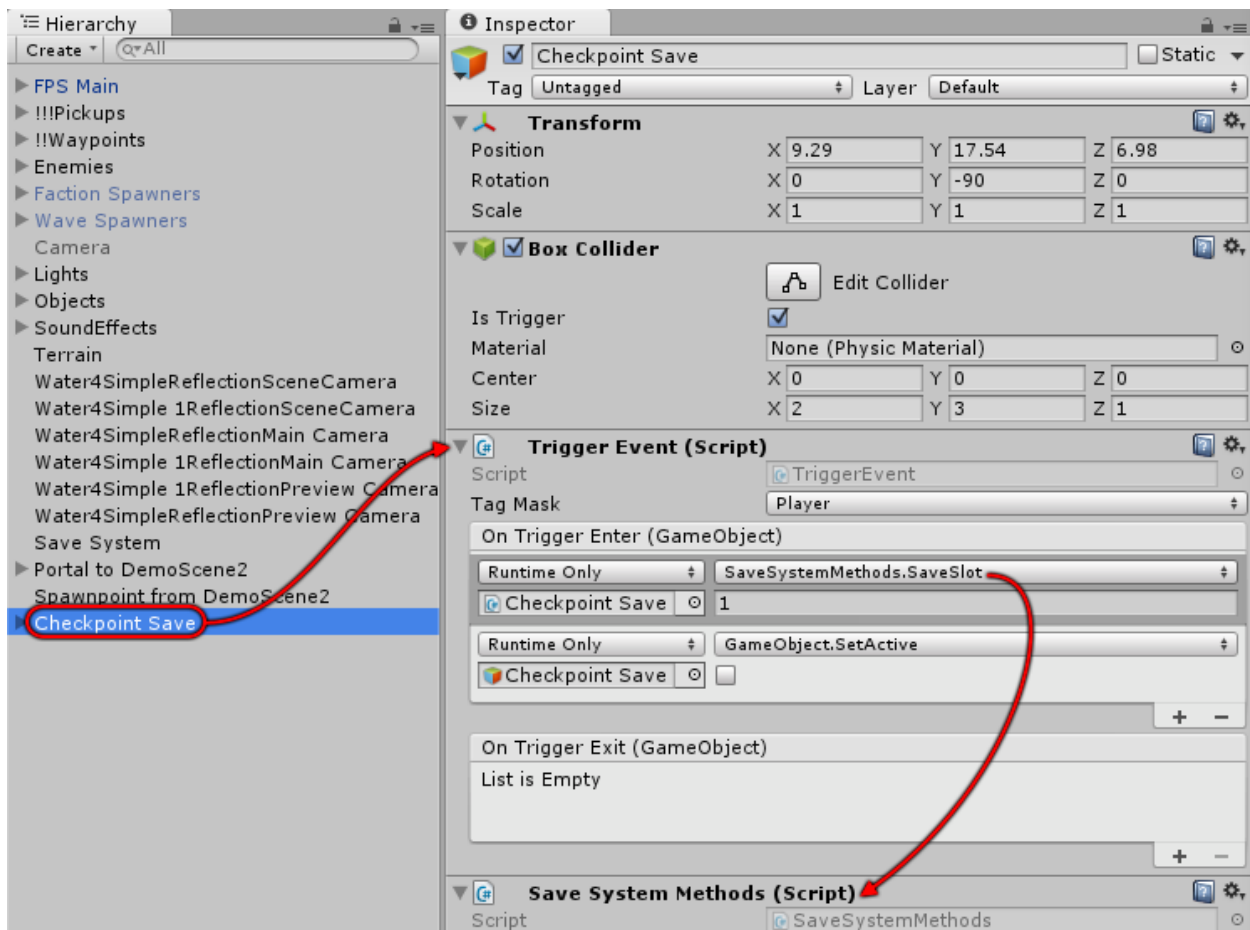 Hierarchy
Create
All
FPS Main
!!!Pickups
!!Waypoints
Enemies
Faction Spawners
Wave Spawners
Camera
Lights
Objects
SoundEffects
Terrain
Water4SimpleReflectionSceneCamera
Water4Simple 1ReflectionSceneCamera
Water4SimpleReflectionMain Camera
Water4Simple 1ReflectionMain Camera
Water4Simple 1ReflectionPreview Camera
Water4SimpleReflectionPreview Camera
Save System
Portal to DemoScene2
Spawnpoint from DemoScene2
Checkpoint Save
Inspector
Checkpoint Save Static
Tag Untagged Layer Default
Transform
Position X 9.29 Y 17.54 Z 6.98
Rotation X 0 Y -90 Z 0
Scale X 1 Y 1 Z 1
Box Collider
Edit Collider
Is Trigger
Material None (Physic Material)
Center X 0 Y 0 Z 0
Size X 2 Y 3 Z 1
Trigger Event (Script)
Script TriggerEvent
Tag Mask Player
On Trigger Enter (GameObject)
Runtime Only SaveSystemMethods.SaveSlot
Checkpoint Save 1
Runtime Only GameObject.SetActive
Checkpoint Save
+ −
On Trigger Exit (GameObject)
List is Empty
+ −
Save System Methods (Script)
Script SaveSystemMethods